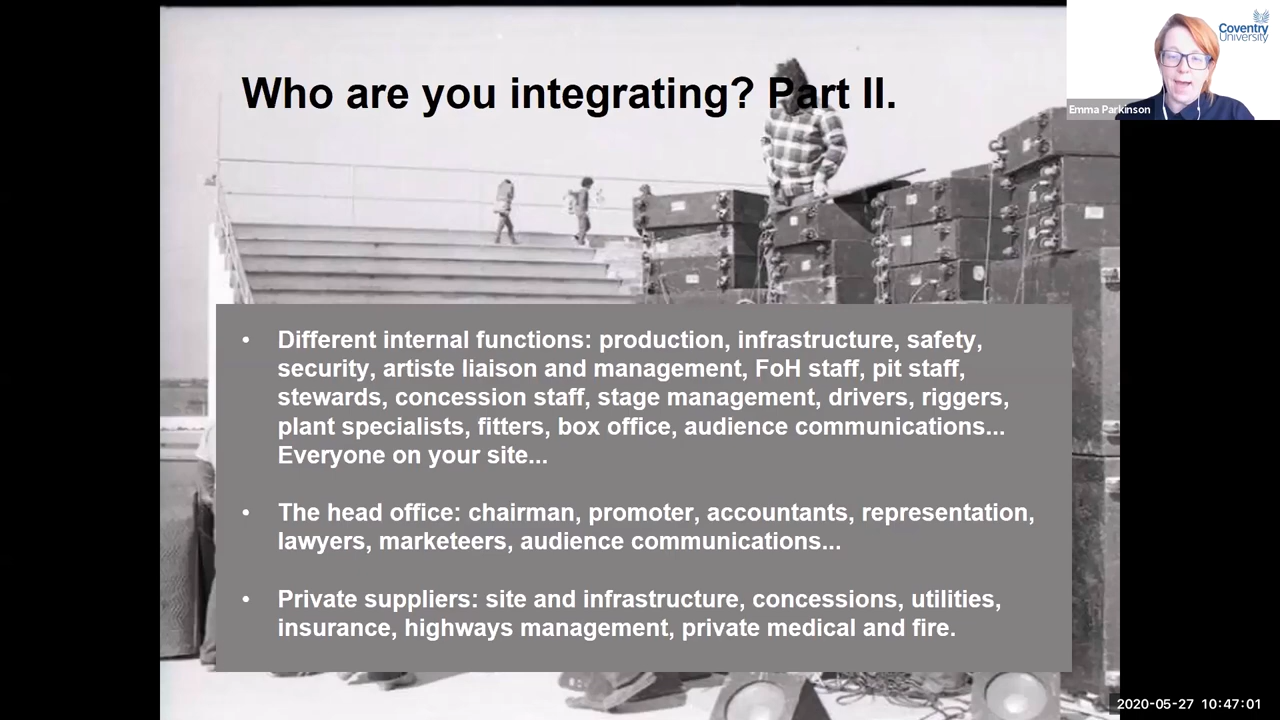 Who are you integrating? Part II.
Coventry
University
Emma Parkinson
• Different internal functions: production, infrastructure, safety,
security, artiste liaison and management, FoH staff, pit staff,
stewards, concession staff, stage management, drivers, riggers,
plant specialists, fitters, box office, audience communications...
Everyone on your site...
• The head office: chairman, promoter, accountants, representation,
lawyers, marketeers, audience communications...
• Private suppliers: site and infrastructure, concessions, utilities,
insurance, highways management, private medical and fire.
2020-05-27 10:47:01